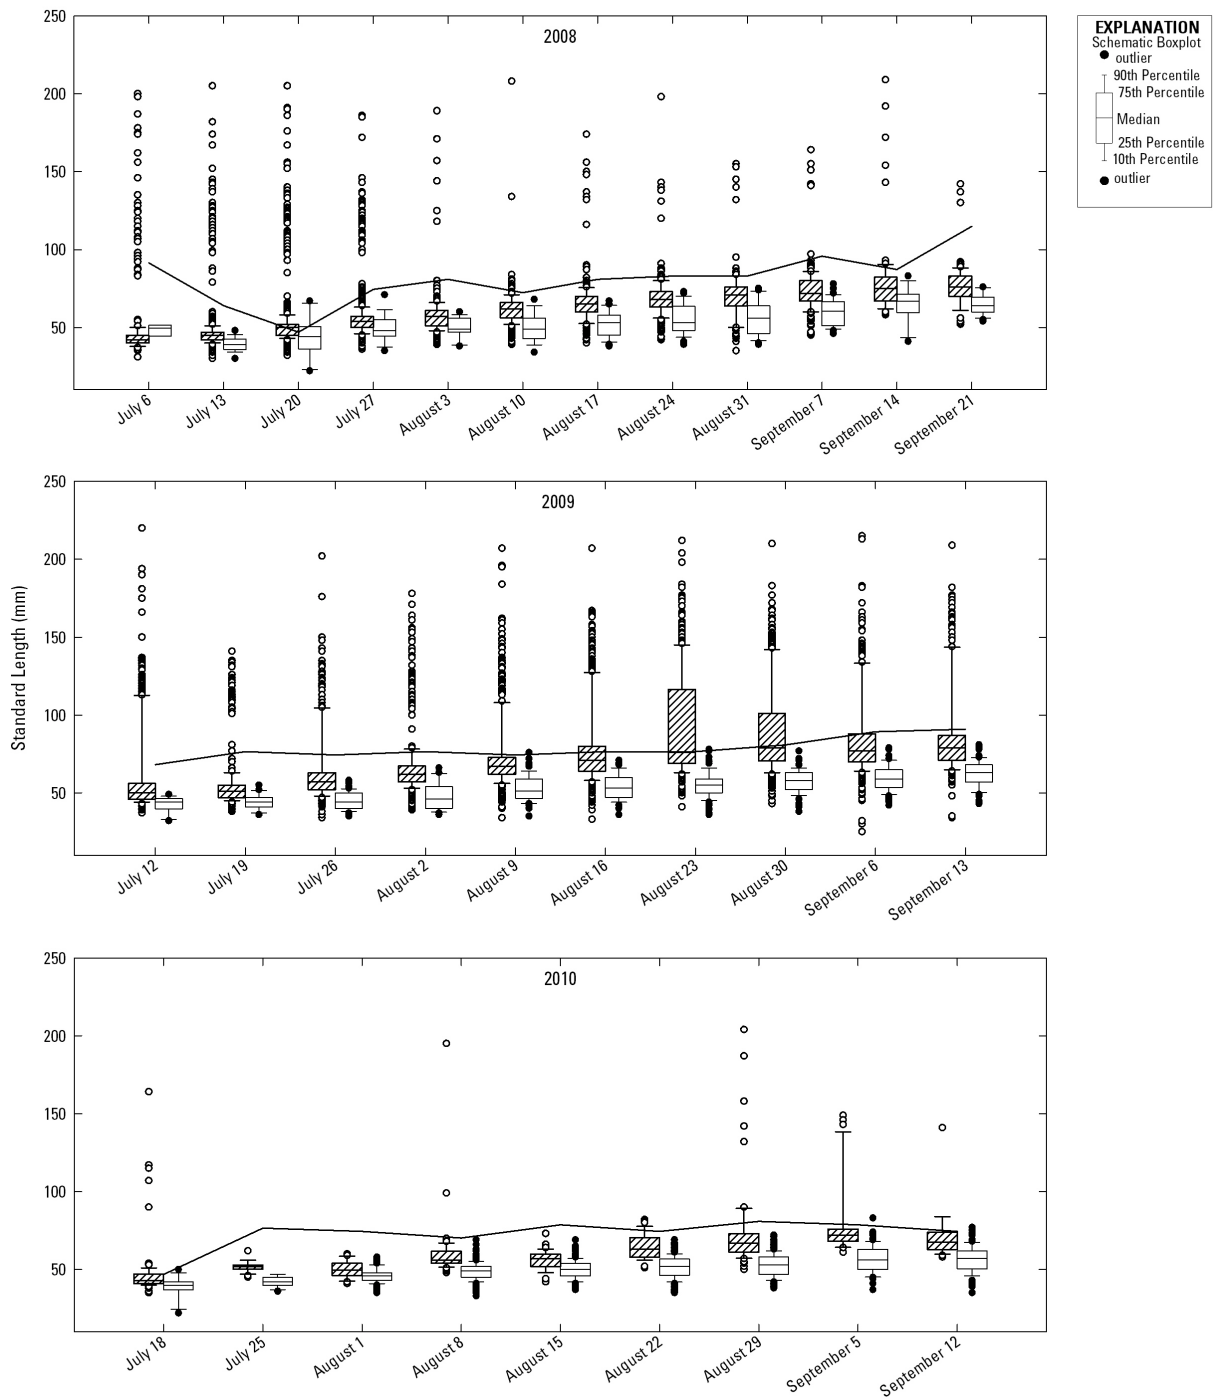 250
200
150
100
50
2008
July 6
July 13
July 20
July 27
August 3
August 10
August 17
August 24
August 31
September 7
September 14
September 21
EXPLANATION
Schematic Boxplot
outlier
90th Percentile
75th Percentile
Median
25th Percentile
10th Percentile
outlier
Standard Length (mm)
250
200
150
100
50
2009
July 12
July 19
July 26
August 2
August 9
August 16
August 23
August 30
September 6
September 13
250
200
150
100
50
2010
July 18
July 25
August 1
August 8
August 15
August 22
August 29
September 5
September 12